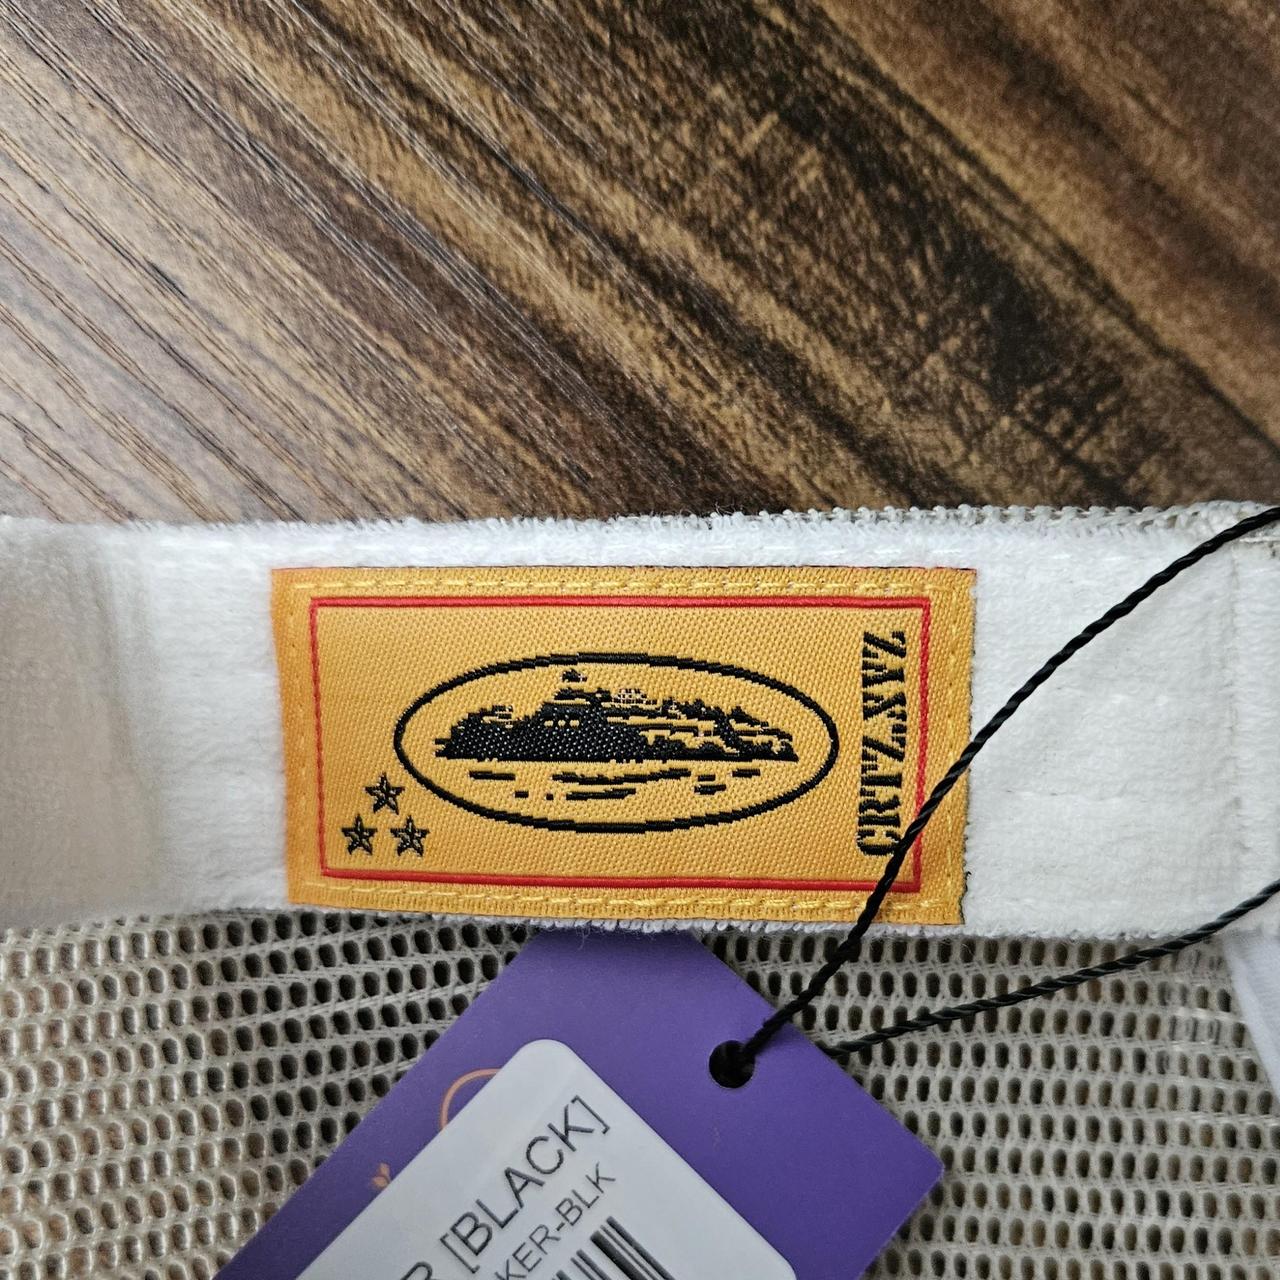 CRTZ.XYZ
R [BLACK]
KER-BLK